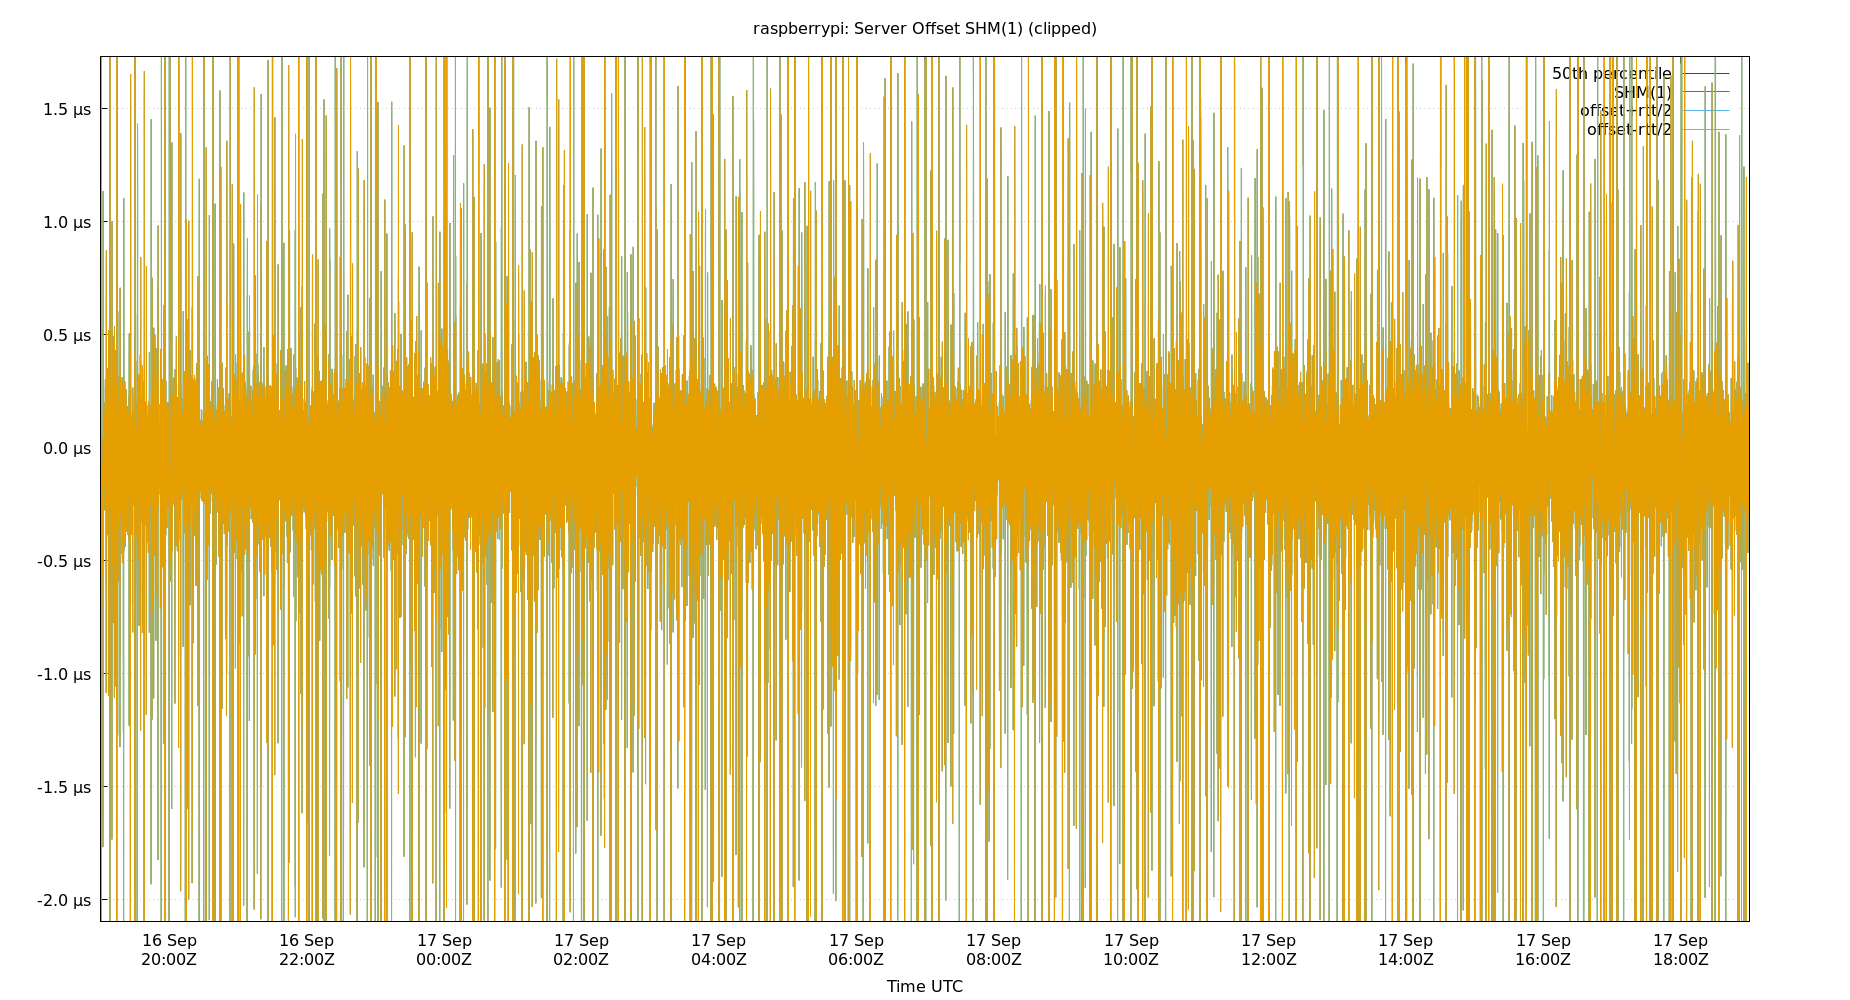 raspberrypi: Server Offset SHM(1) (clipped)
50th percentile
SHM(1)
offset+rtt/2
offset-rtt/2
1.5 µs
1.0 µs
0.5 µs
0.0 µs
-0.5 µs
-1.0 µs
-1.5 µs
-2.0 µs
16 Sep 16 Sep 17 Sep 17 Sep 17 Sep 17 Sep 17 Sep 17 Sep 17 Sep 17 Sep 17 Sep 17 Sep
20:00Z 22:00Z 00:00Z 02:00Z 04:00Z 06:00Z 08:00Z 10:00Z 12:00Z 14:00Z 16:00Z 18:00Z
Time UTC